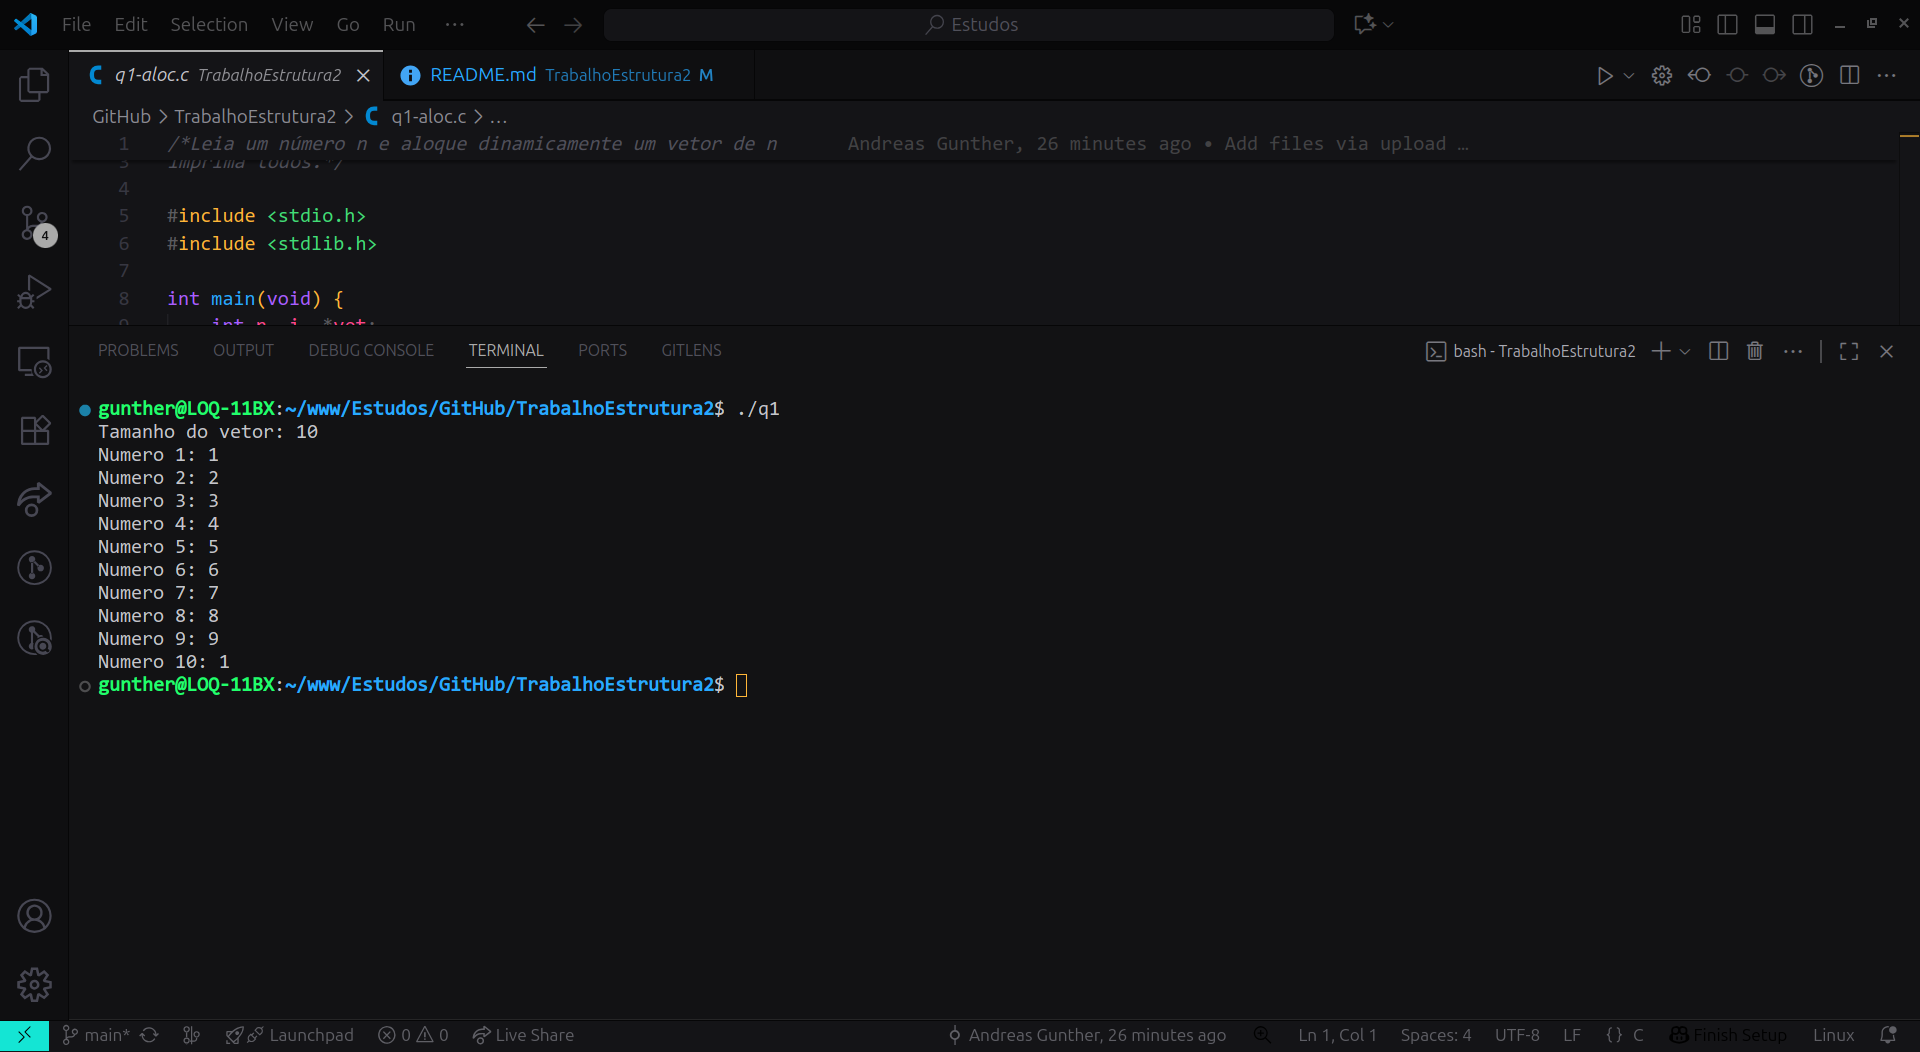 File Edit Selection View Go Run ··· Estudos
q1-aloc.c TrabalhoEstrutura2 README.md TrabalhoEstrutura2 M
GitHub > TrabalhoEstrutura2 > C q1-aloc.c > ...
1 /*Leia um número n e aloque dinamicamente um vetor de n Andreas Gunther, 26 minutes ago • Add files via upload …
3 imprima todos.*/
4
5 #include <stdio.h>
4
6 #include <stdlib.h>
7
8 int main(void) {
9 int n, i, *vet;
PROBLEMS OUTPUT DEBUG CONSOLE TERMINAL PORTS GITLENS bash - TrabalhoEstrutura2
gunther@LOQ-11BX:~/www/Estudos/GitHub/TrabalhoEstrutura2$ ./q1
Tamanho do vetor: 10
Numero 1: 1
Numero 2: 2
Numero 3: 3
Numero 4: 4
Numero 5: 5
Numero 6: 6
Numero 7: 7
Numero 8: 8
Numero 9: 9
Numero 10: 1
gunther@LOQ-11BX:~/www/Estudos/GitHub/TrabalhoEstrutura2$
main* Launchpad 0 0 Live Share Andreas Gunther, 26 minutes ago Ln 1, Col 1 Spaces: 4 UTF-8 LF {} C Finish Setup Linux